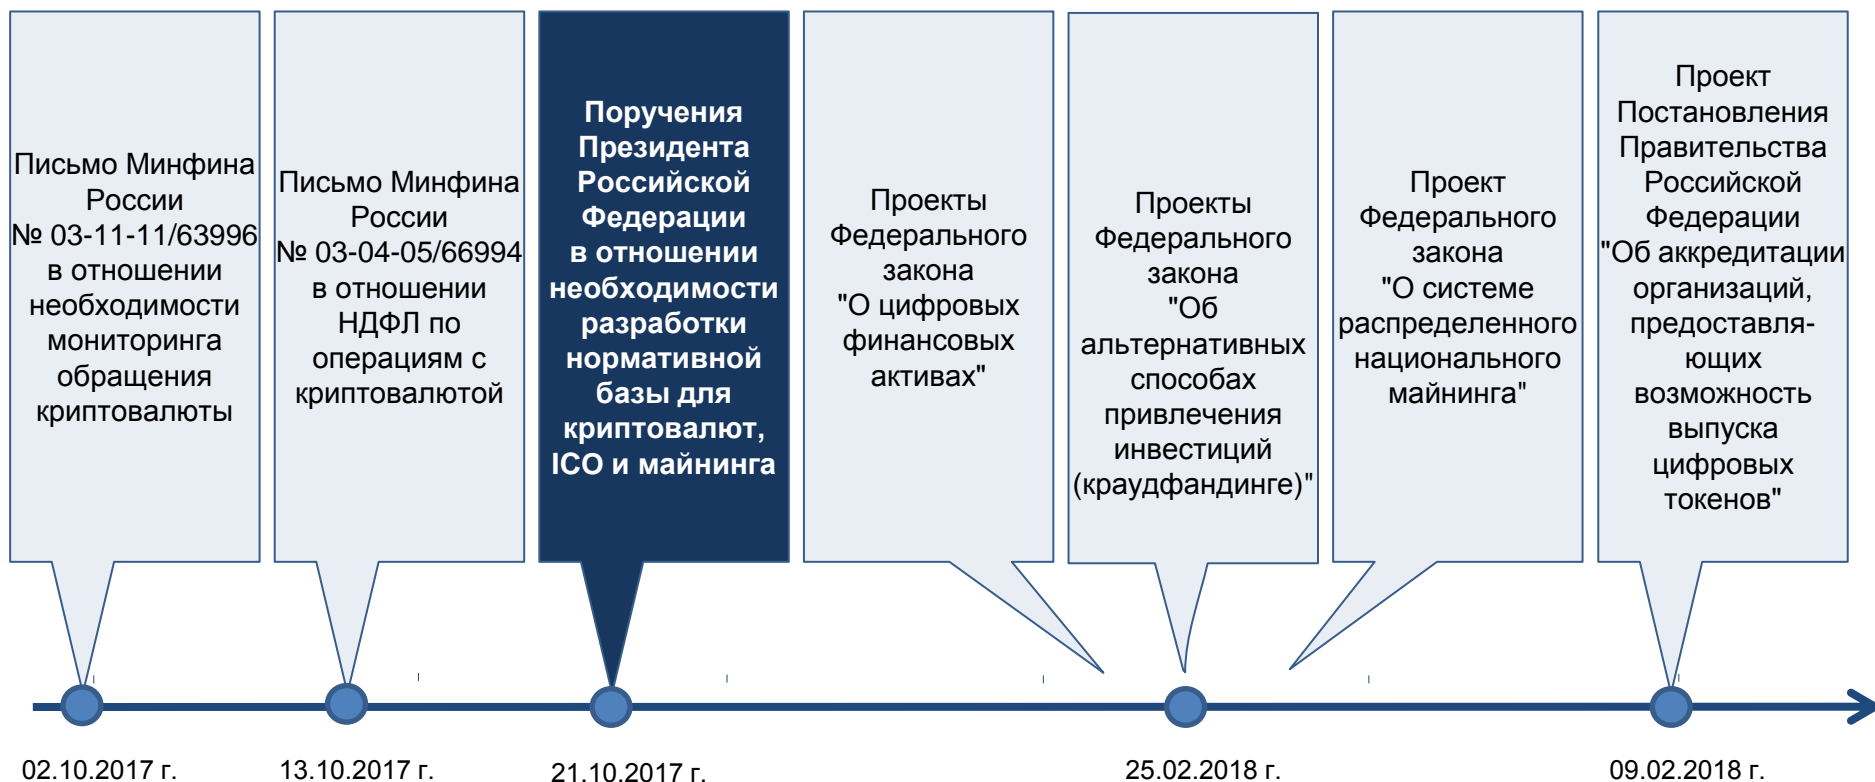 Письмо Минфина
России
№ 03-11-11/63996
в отношении
необходимости
мониторинга
обращения
криптовалюты
Письмо Минфина
России
№ 03-04-05/66994
в отношении
НДФЛ по
операциям с
криптовалютой
Поручения
Президента
Российской
Федерации
в отношении
необходимости
разработки
нормативной
базы для
криптовалют,
ICO и майнинга
Проекты
Федерального
закона
"О цифровых
финансовых
активах"
Проекты
Федерального
закона
"Об
альтернативных
способах
привлечения
инвестиций
(краудфандинге)"
Проект
Федерального
закона
"О системе
распределенного
национального
майнинга"
Проект
Постановления
Правительства
Российской
Федерации
"Об аккредитации
организаций,
предоставля-
ющих
возможность
выпуска
цифровых
токенов"
02.10.2017 г.
13.10.2017 г.
21.10.2017 г.
25.02.2018 г.
09.02.2018 г.